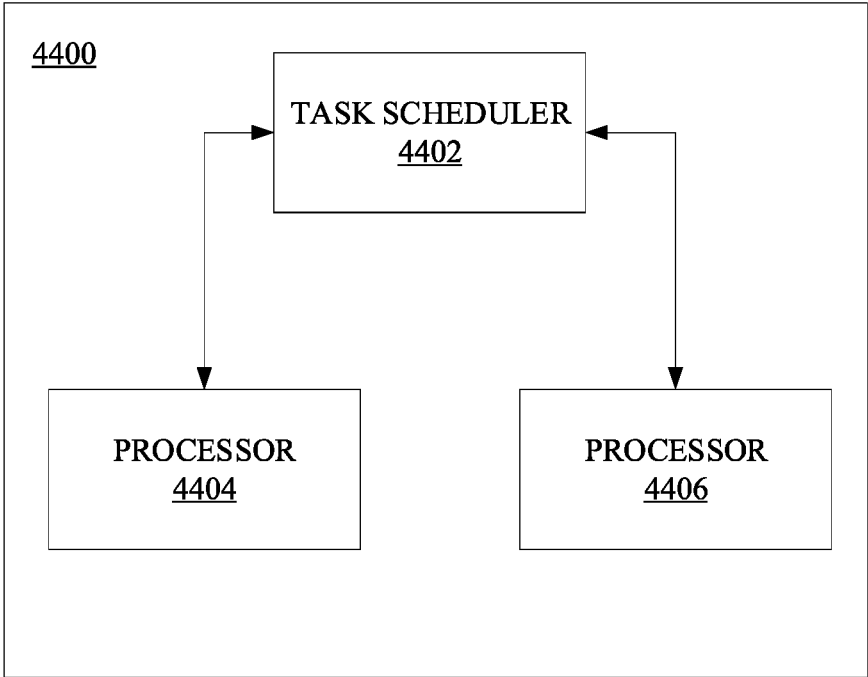 4400
TASK SCHEDULER
4402
PROCESSOR
4404
PROCESSOR
4406